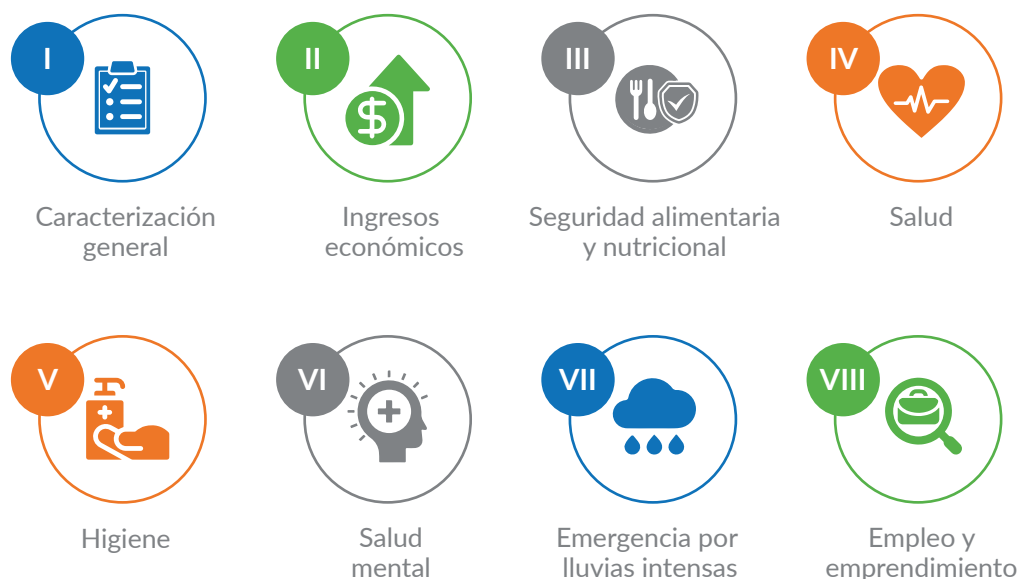 I
Caracterización
general
II
$
Ingresos
económicos
III
Seguridad alimentaria
y nutricional
IV
Salud
V
Higiene
VI
Salud
mental
VII
Emergencia por
lluvias intensas
VIII
Empleo y
emprendimiento